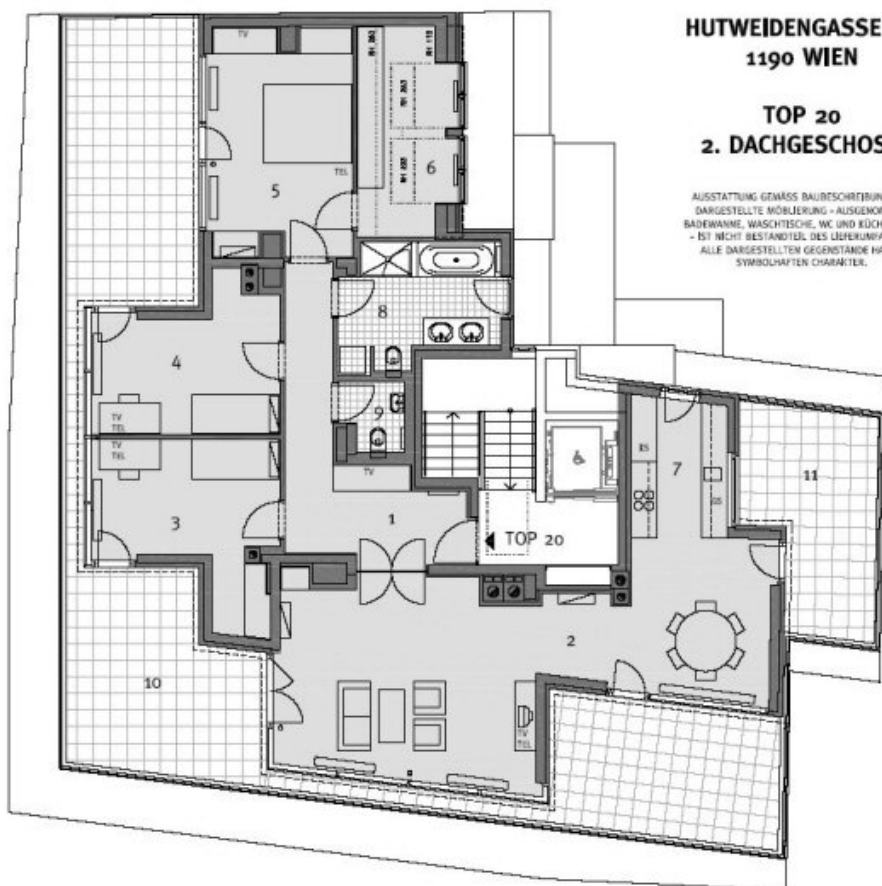 HUTWEIDENGASSE
1190 WIEN
TOP 20
2. DACHGESCHOS
AUSSTATTUNG GEMÄSS BAUBESCHREIBUN
DARGESTELLTE MÖBLIERUNG - AUSGENOM
BADEWANNE, WASCHTISCHE, WC UND KÜCH
- IST NICHT BESTANDTEIL DES LIEFERUMFA
ALLE DARGESTELLTEN GEGENSTÄNDE HA
SYMBOLHAFTEN CHARAKTER.
TV
5
TEL
6
8
4
TV
TEL
9
TV
TEL
3
TV
1
TOP 20
7
GS
11
2
10
TV
TEL